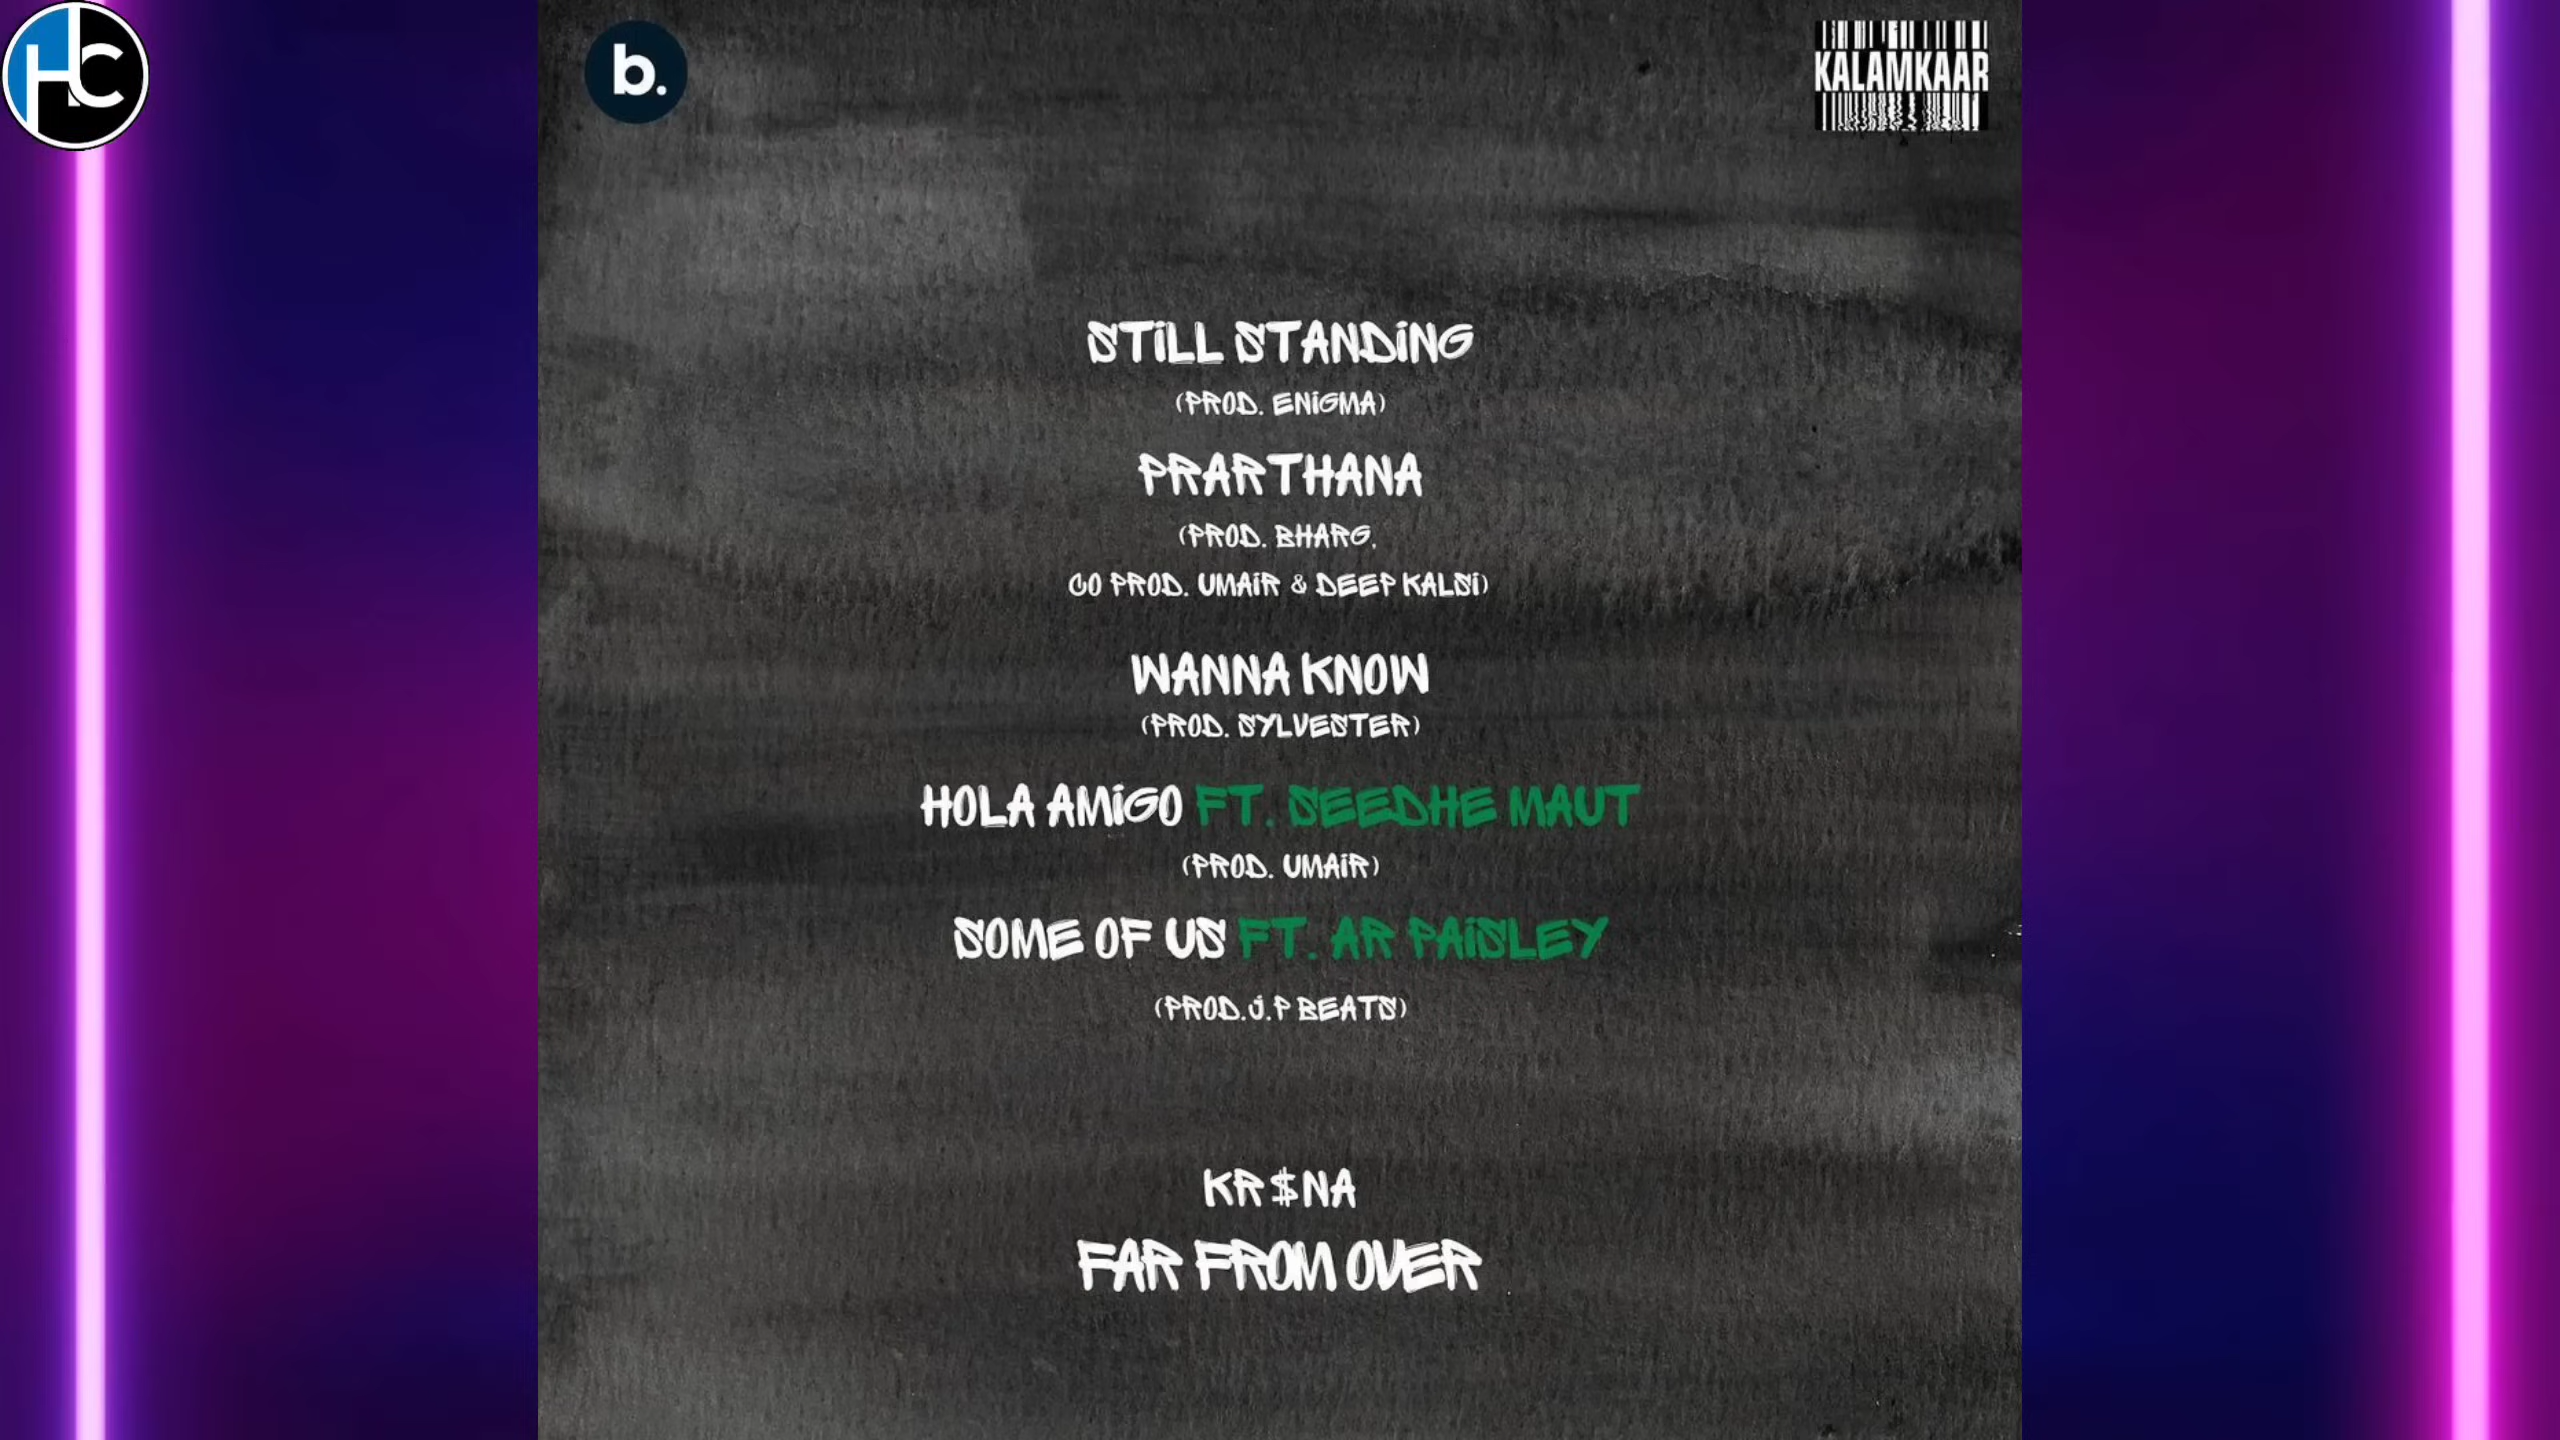 HC
b.
KALAMKAAR
STILL STANDING
(PROD. ENIGMA)
PRARTHANA
(PROD. BHARG,
CO PROD. UMAIR & DEEP KALSI)
WANNA KNOW
(PROD. SYLVESTER)
HOLA AMIGO FT. SEEDHE MAUT
(PROD. UMAIR)
SOME OF US FT. AR PAISLEY
(PROD.J.P BEATS)
KR$NA
FAR FROM OVER